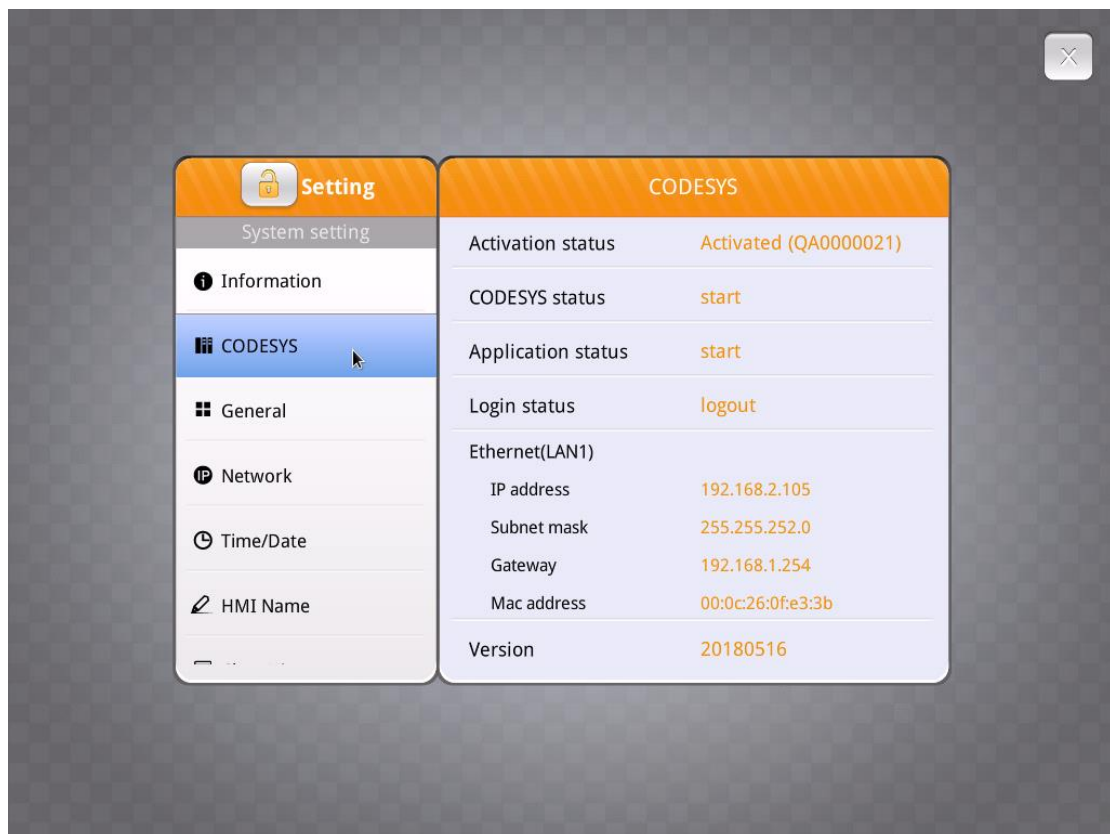 Setting
System setting
Information
CODESYS
General
Network
Time/Date
HMI Name
CODESYS
Activation status Activated (QA0000021)
CODESYS status start
Application status start
Login status logout
Ethernet(LAN1)
IP address 192.168.2.105
Subnet mask 255.255.252.0
Gateway 192.168.1.254
Mac address 00:0c:26:0f:e3:3b
Version 20180516